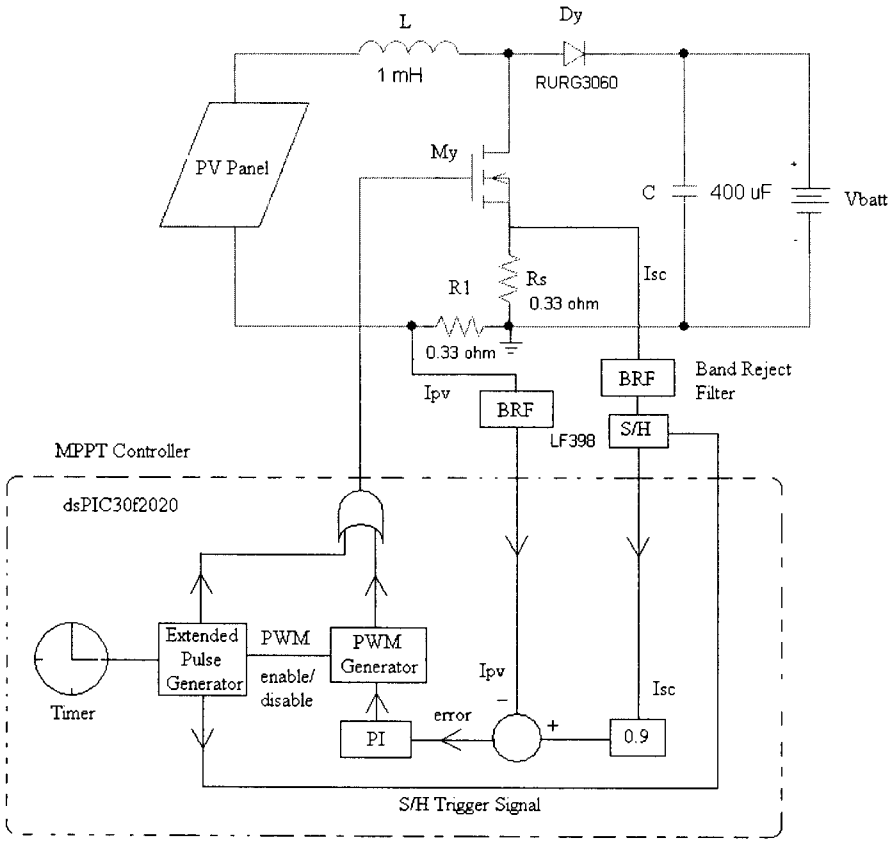 L
Dy
1 mH
RURG3060
PV Panel
My
+
C
400 uF
Vbatt
-
Isc
R1
Rs
0.33 ohm
0.33 ohm
Ipv
BRF
BRF
Band Reject
Filter
LF398
S/H
MPPT Controller
dsPIC30f2020
Extended
Pulse
Generator
PWM
enable/
disable
PWM
Generator
Timer
Ipv
Isc
-
+
error
PI
0.9
S/H Trigger Signal